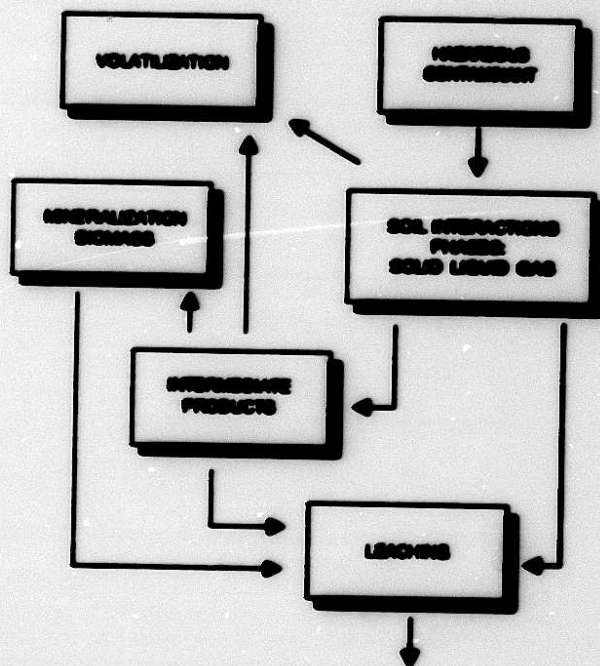 VOLATILIZATION
HAZARDOUS
CONSTITUENT
MINERALIZATION
BIOMASS
SOIL INTERACTIONS
PHASES:
SOLID LIQUID GAS
INTERMEDIATE
PRODUCTS
LEACHING